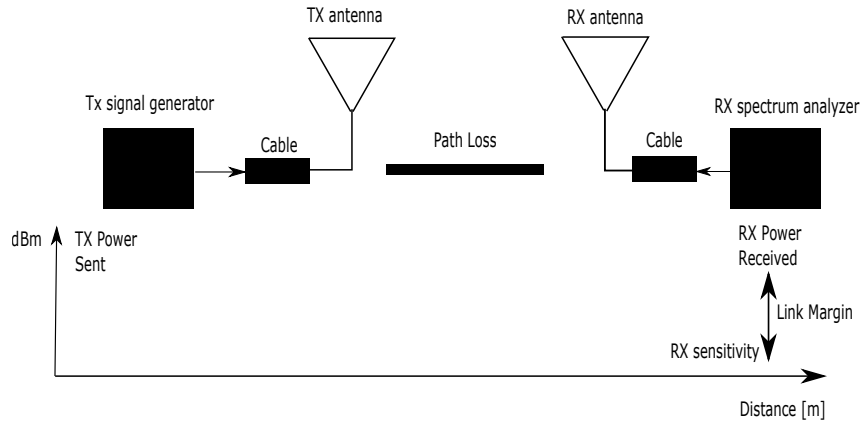 TX antenna
RX antenna
Tx signal generator
RX spectrum analyzer
Cable
Path Loss
Cable
dBm
TX Power
Sent
RX Power
Received
Link Margin
RX sensitivity
Distance [m]